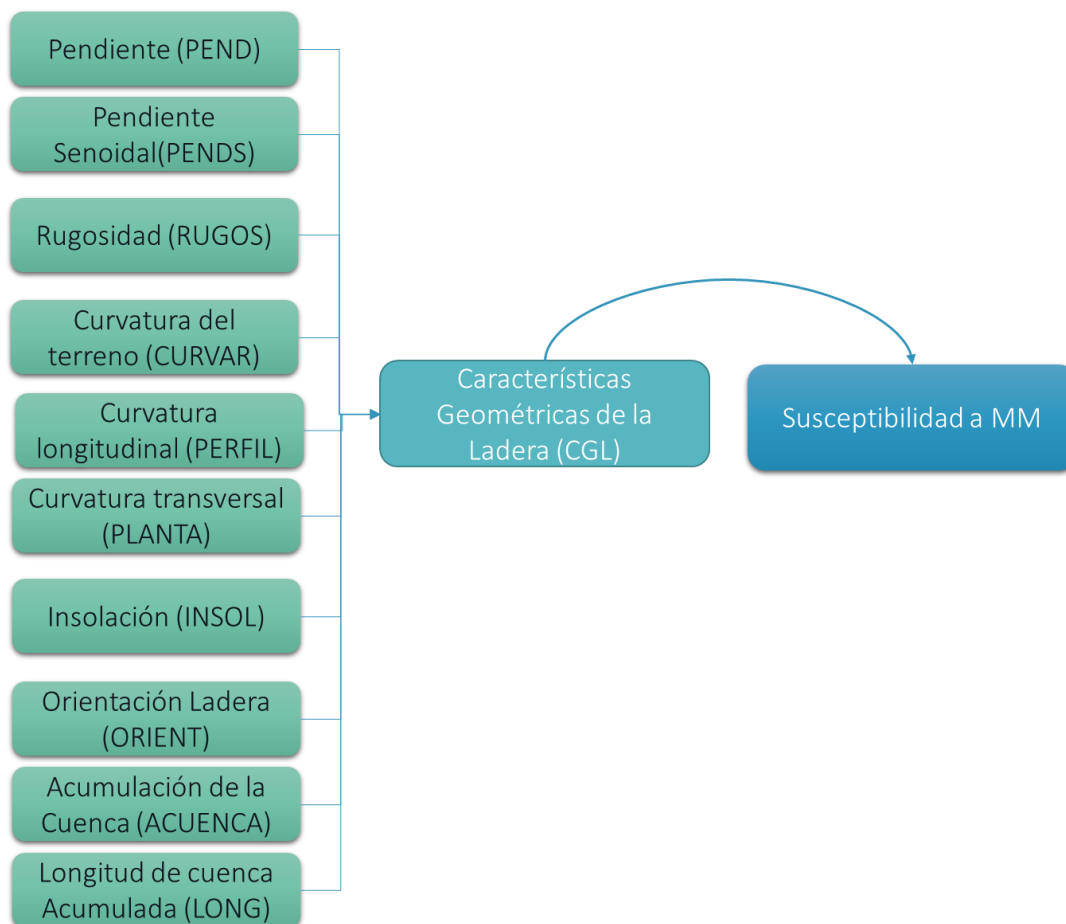 Pendiente (PEND)
Pendiente
Senoidal(PENDS)
Rugosidad (RUGOS)
Curvatura del
terreno (CURVAR)
Curvatura
longitudinal (PERFIL)
Curvatura transversal
(PLANTA)
Insolación (INSOL)
Orientación Ladera
(ORIENT)
Acumulación de la
Cuenca (ACUENCA)
Longitud de cuenca
Acumulada (LONG)
Característícas
Geométricas de la
Ladera (CGL)
Susceptibilidad a MM